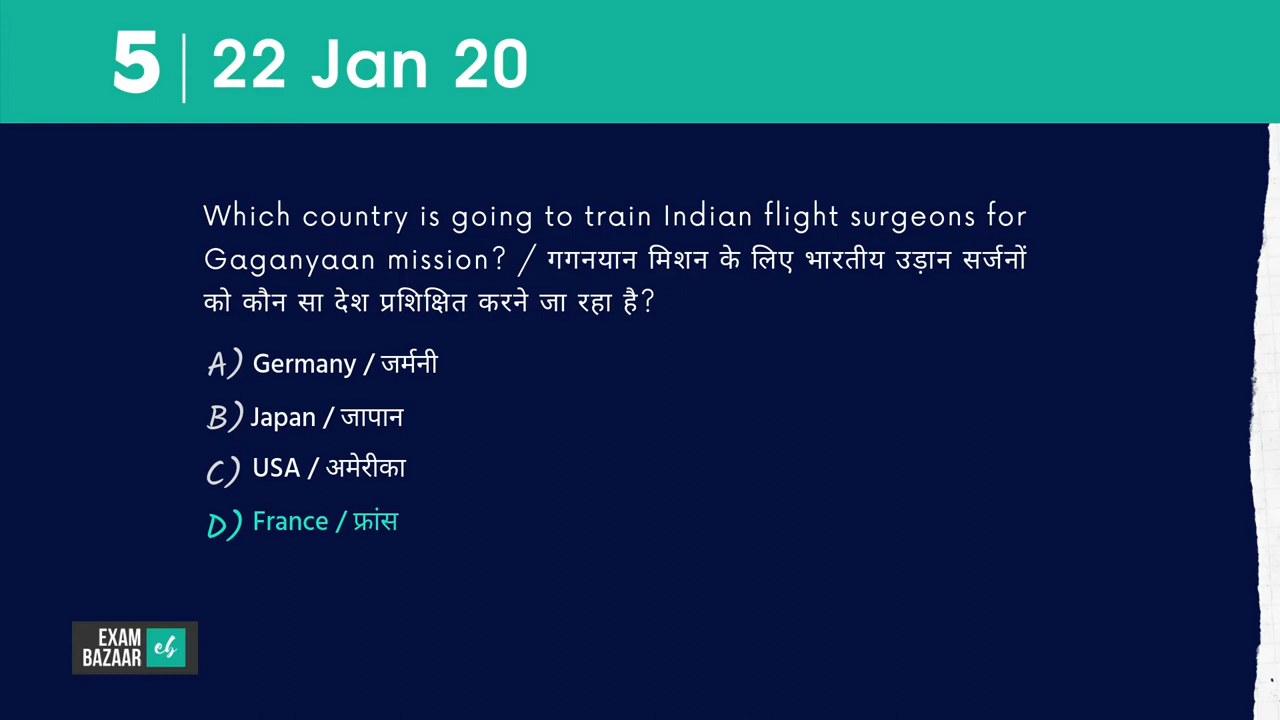 5 | 22 Jan 20
Which country is going to train Indian flight surgeons for
Gaganyaan mission? / गगनयान मिशन के लिए भारतीय उड़ान सर्जनों
को कौन सा देश प्रशिक्षित करने जा रहा है?
A) Germany / जर्मनी
B) Japan / जापान
C) USA / अमेरीका
D) France / फ्रांस
EXAM
BAZAAR eb